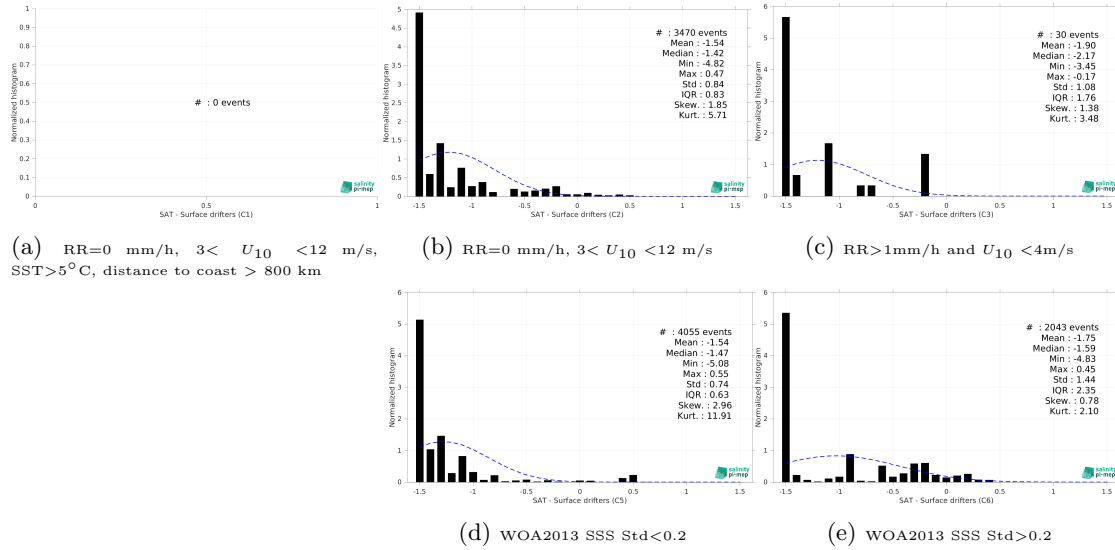 1
0.9
0.8
0.7
0.6
0.5
0.4
0.3
0.2
0.1
0
Normalized histogram
# : 0 events
salinity
pi-mep
0 0.5 1
SAT - Surface drifters (C1)
(a) RR=0 mm/h, 3< U10 <12 m/s,
SST>5°C, distance to coast > 800 km
5
4.5
4
3.5
3
2.5
2
1.5
1
0.5
0
Normalized histogram
# : 3470 events
Mean : -1.54
Median : -1.42
Min : -4.82
Max : 0.47
Std : 0.84
IQR : 0.83
Skew. : 1.85
Kurt. : 5.71
salinity
pi-mep
-1.5 -1 -0.5 0 0.5 1 1.5
SAT - Surface drifters (C2)
(b) RR=0 mm/h, 3< U10 <12 m/s
6
5
4
3
2
1
0
Normalized histogram
# : 30 events
Mean : -1.90
Median : -2.17
Min : -3.45
Max : -0.17
Std : 1.08
IQR : 1.76
Skew. : 1.38
Kurt. : 3.48
salinity
pi-mep
-1.5 -1 -0.5 0 0.5 1 1.5
SAT - Surface drifters (C3)
(c) RR>1mm/h and U10 <4m/s
6
5
4
3
2
1
0
Normalized histogram
# : 4055 events
Mean : -1.54
Median : -1.47
Min : -5.08
Max : 0.55
Std : 0.74
IQR : 0.63
Skew. : 2.96
Kurt. : 11.91
salinity
pi-mep
-1.5 -1 -0.5 0 0.5 1 1.5
SAT - Surface drifters (C5)
(d) WOA2013 SSS Std<0.2
6
5
4
3
2
1
0
Normalized histogram
# : 2043 events
Mean : -1.75
Median : -1.59
Min : -4.83
Max : 0.45
Std : 1.44
IQR : 2.35
Skew. : 0.78
Kurt. : 2.10
salinity
pi-mep
-1.5 -1 -0.5 0 0.5 1 1.5
SAT - Surface drifters (C6)
(e) WOA2013 SSS Std>0.2